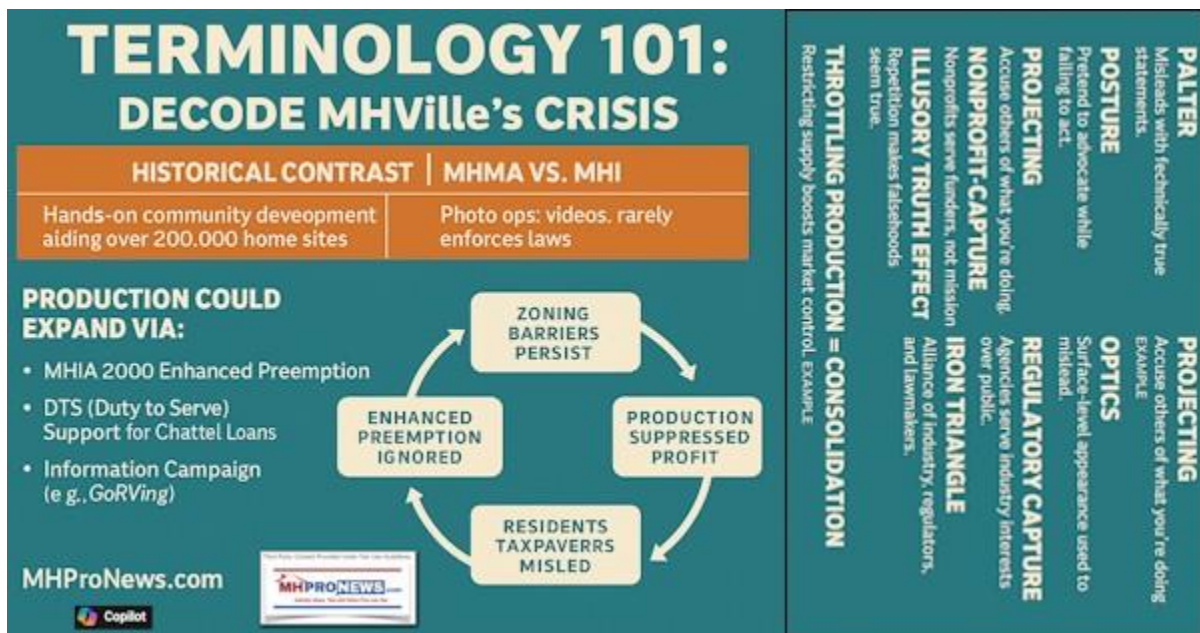 TERMINOLOGY 101:
DECODE MHVille's CRISIS
HISTORICAL CONTRAST | MHMA VS. MHI
Hands-on community deveopment
aiding over 200.000 home sites
Photo ops: videos. rarely
enforces laws
PRODUCTION COULD
EXPAND VIA:
• MHIA 2000 Enhanced Preemption
• DTS (Duty to Serve)
Support for Chattel Loans
• Information Campaign
(e g., GoRVing)
ZONING
BARRIERS
PERSIST
PRODUCTION
SUPPRESSED
PROFIT
RESIDENTS
TAXPAVERRS
MISLED
ENHANCED
PREEMPTION
IGNORED
MHProNews.com
Copilot
MHPRONEWS.com
PALTER
Misleads with fechnically true
statements.
POSTURE
Pretend to advocate while
failing to act.
PROJECTING
Accuse others of what you're doing.
NONPROFIT-CAPTURE
Nonprofits serve funders, not mission
ILLUSORY TRUTH EFFECT
Repetition makes falsehoods
seem true.
THROTTLING PRODUCTION = CONSOLIDATION
Restricting supply boosts market control. EXAMPLE
PROJECTING
Accuse others of what you're doing
EXAMPLE
OPTICS
Surface-level appearance used to
mislead.
REGULATORY CAPTURE
Agencies serve industry interests
over public.
IRON TRIANGLE
Alliance of industry, regulators,
and lawmakers.